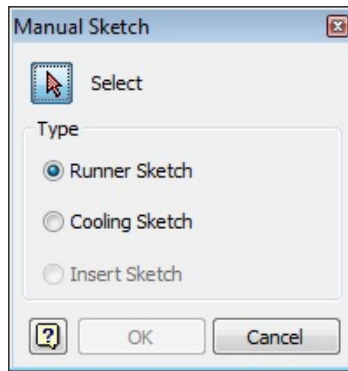 Manual Sketch
Select
Type
Runner Sketch
Cooling Sketch
Insert Sketch
OK Cancel